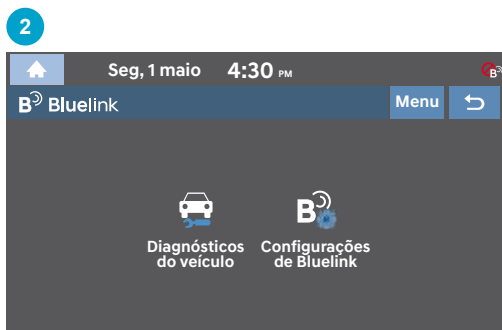 2
Seg, 1 maio 4:30 PM
B Bluelink Menu
Diagnósticos Configurações
do veículo de Bluelink